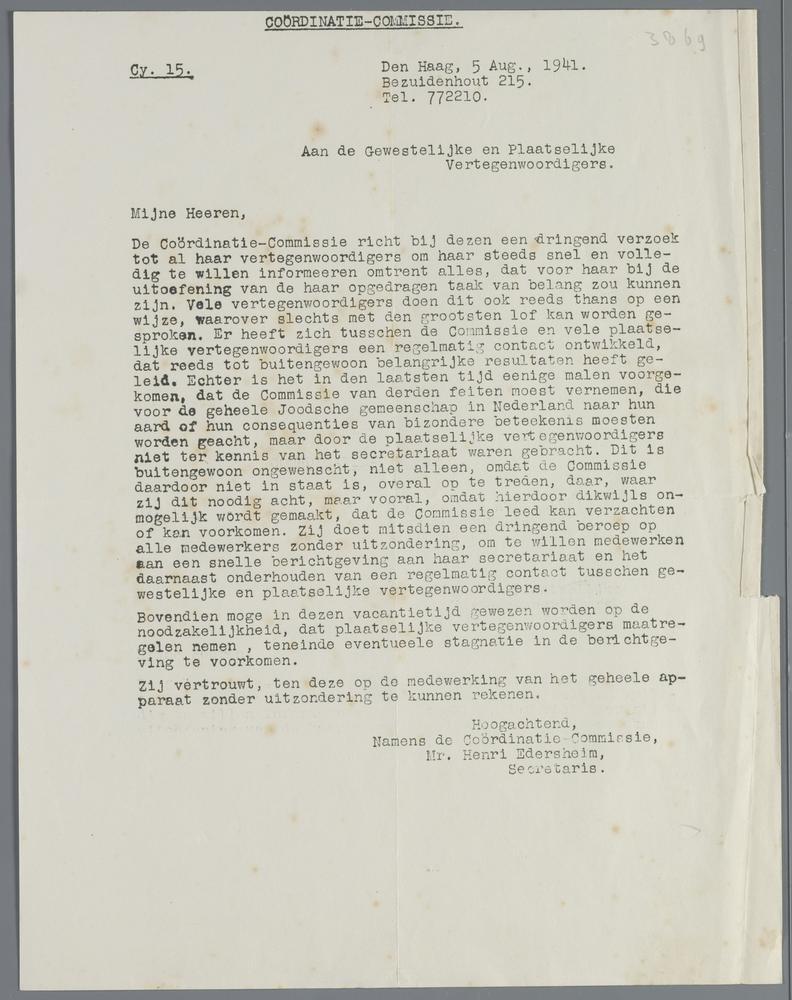 COÖRDINATIE-COMMISSIE.
3869
Cy. 15.
Den Haag, 5 Aug., 1941.
Bezuidenhout 215.
Tel. 772210.
Aan de Gewestelijke en Plaatselijke
Vertegenwoordigers.
Mijne Heeren,
De Coördinatie-Commissie richt bij dezen een dringend verzoek
tot al haar vertegenwoordigers om haar steeds snel en volle-
dig te willen informeeren omtrent alles, dat voor haar bij de
uitoefening van de haar opgedragen taak van belang zou kunnen
zijn. Vele vertegenwoordigers doen dit ook reeds thans op een
wijze, waarover slechts met den grootsten lof kan worden ge-
sproken. Er heeft zich tusschen de Commissie en vele plaatse-
lijke vertegenwoordigers een regelmatig contact ontwikkeld,
dat reeds tot buitengewoon belangrijke resultaten heeft ge-
leid. Echter is het in den laatsten tijd eenige malen voorge-
komen, dat de Commissie van derden feiten moest vernemen, die
voor de geheele Joodsche gemeenschap in Nederland naar hun
aard of hun consequenties van bizondere beteekenis moesten
worden geacht, maar door de plaatselijke vertegenwoordigers
niet ter kennis van het secretariaat waren gebracht. Dit is
buitengewoon ongewenscht, niet alleen, omdat de Commissie
daardoor niet in staat is, overal op te treden, daar, waar
zij dit noodig acht, maar vooral, omdat hierdoor dikwijls on-
mogelijk wordt gemaakt, dat de Commissie leed kan verzachten
of kan voorkomen. Zij doet mitsdien een dringend beroep op
alle medewerkers zonder uitzondering, om te willen medewerken
aan een snelle berichtgeving aan haar secretariaat en het
daarnaast onderhouden van een regelmatig contact tusschen ge-
westelijke en plaatselijke vertegenwoordigers.
Bovendien moge in dezen vacantietijd gewezen worden op de
noodzakelijkheid, dat plaatselijke vertegenwoordigers maatre-
gelen nemen , teneinde eventueele stagnatie in de berichtge-
ving te voorkomen.
Zij vertrouwt, ten deze op de medewerking van het geheele ap-
paraat zonder uitzondering te kunnen rekenen.
Hoogachtend,
Namens de Coördinatie-Commissie,
Mr. Henri Edersheim,
Secretaris.